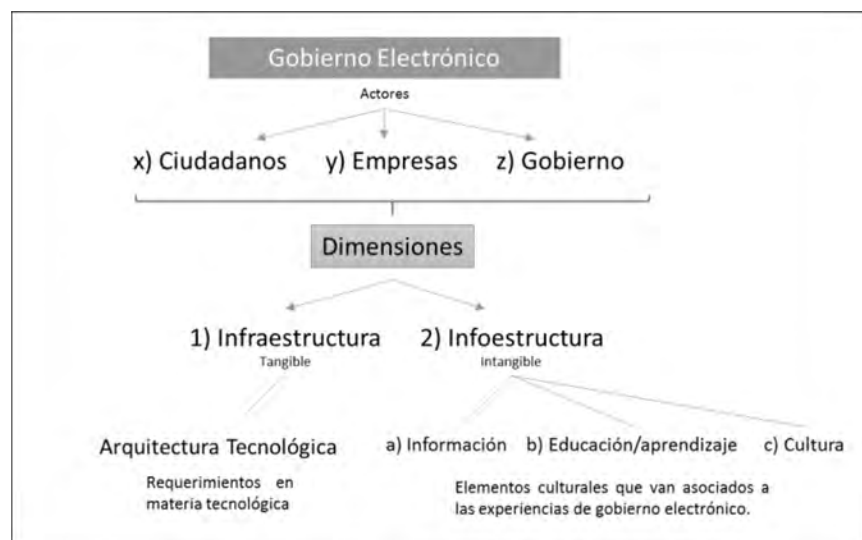 Gobierno Electrónico
Actores
x) Ciudadanos y) Empresas z) Gobierno
Dimensiones
1) Infraestructura 2) Infoestructura
Tangible Intangible
Arquitectura Tecnológica a) Información b) Educación/aprendizaje c) Cultura
Requerimientos en
materia tecnológica
Elementos culturales que van asociados a
las experiencias de gobierno electrónico.